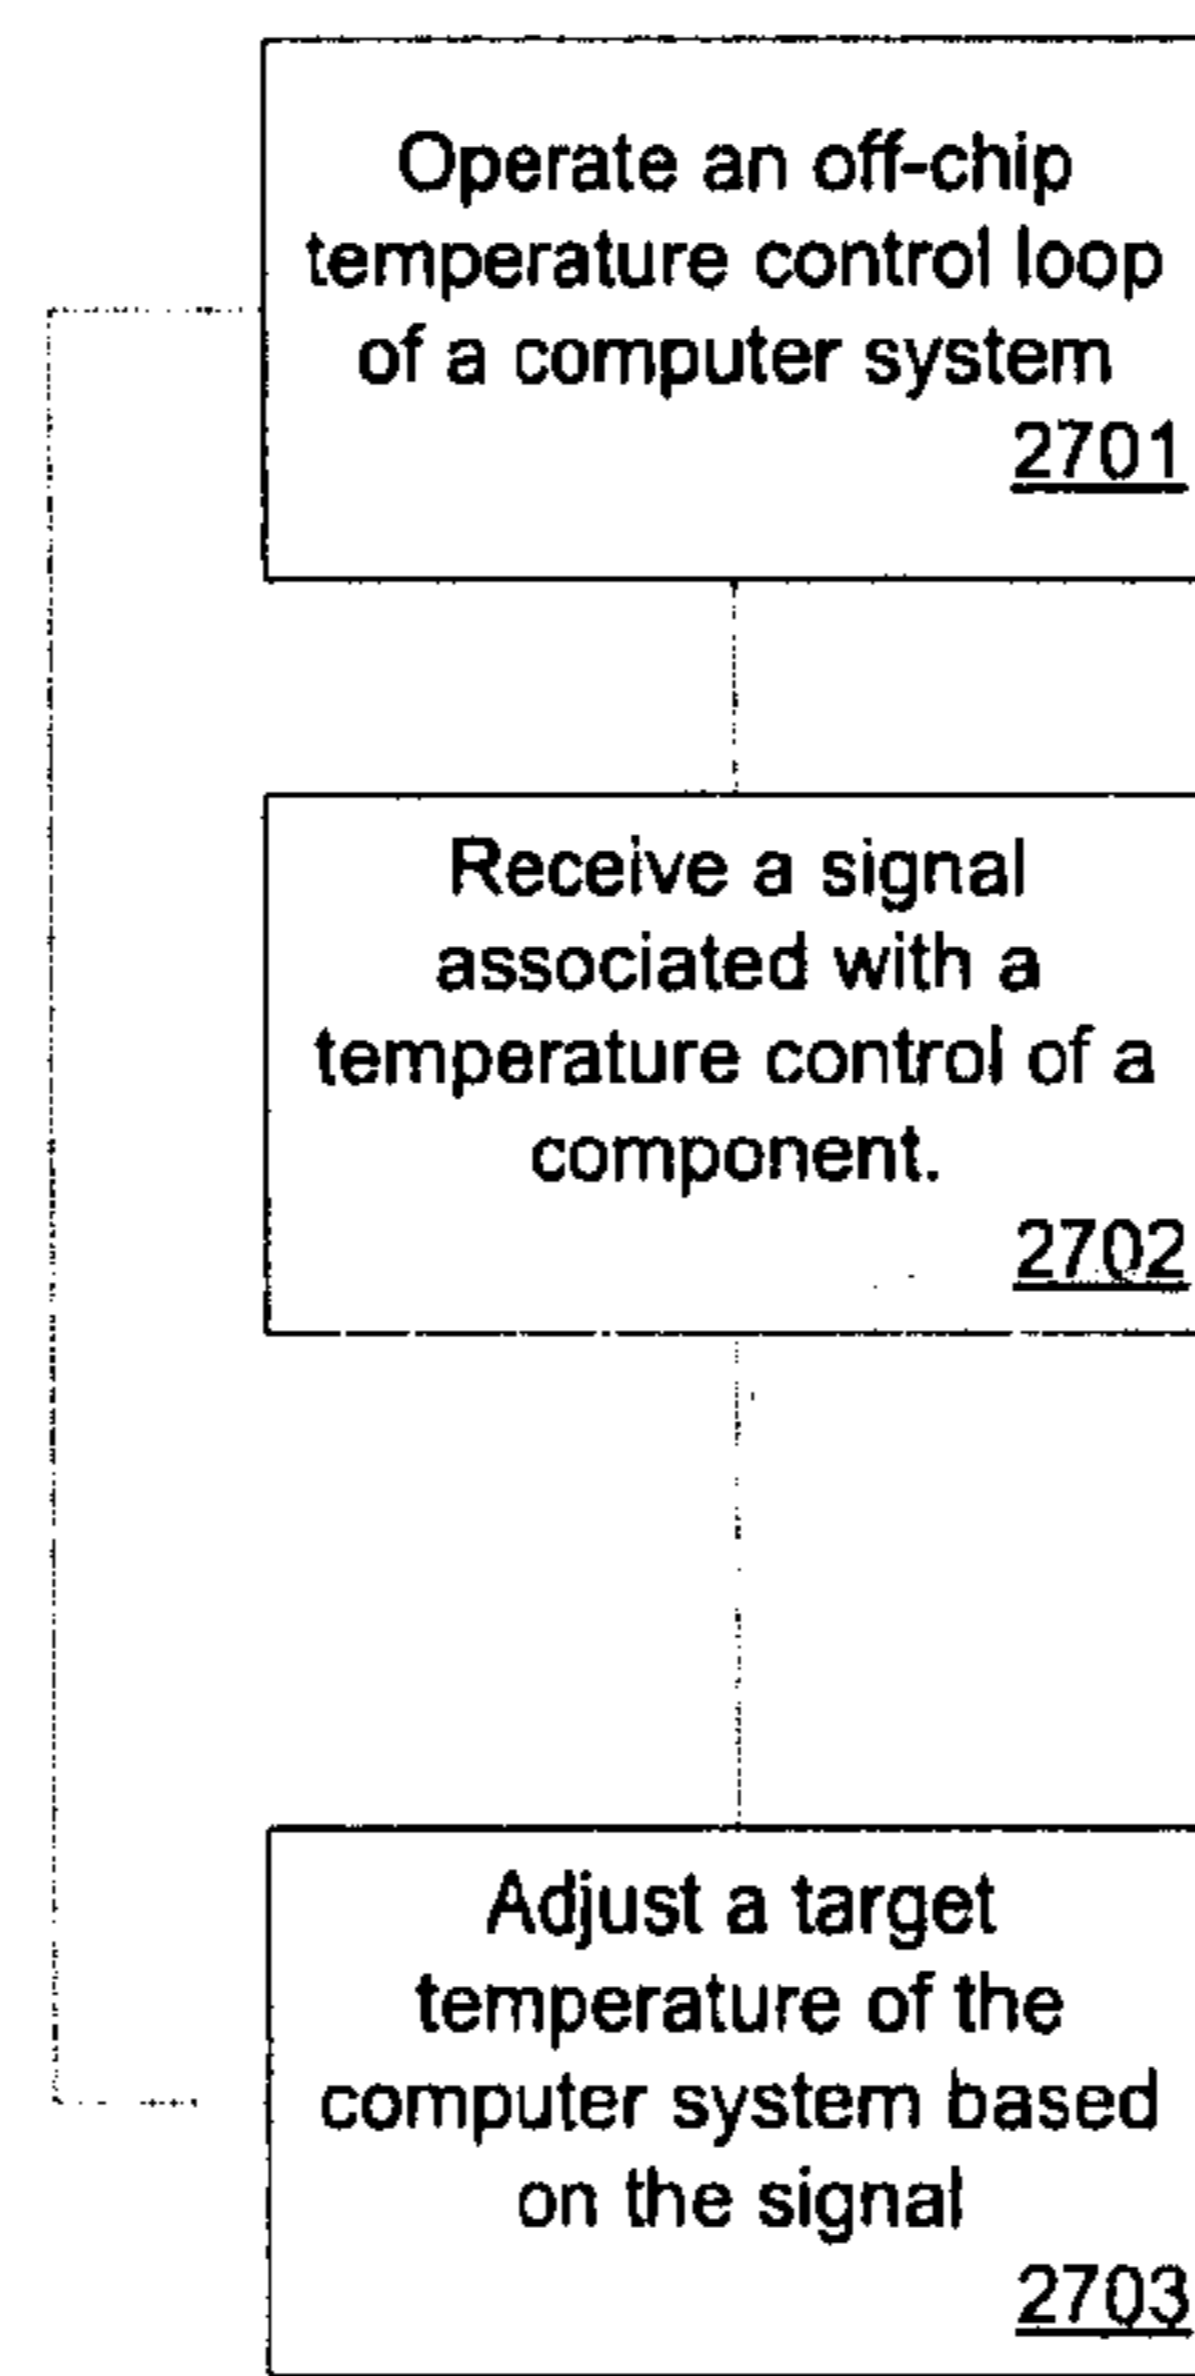 Operate an off-chip
temperature control loop
of a computer system
2701
Receive a signal
associated with a
temperature control of a
component.
2702
Adjust a target
temperature of the
computer system based
on the signal
2703